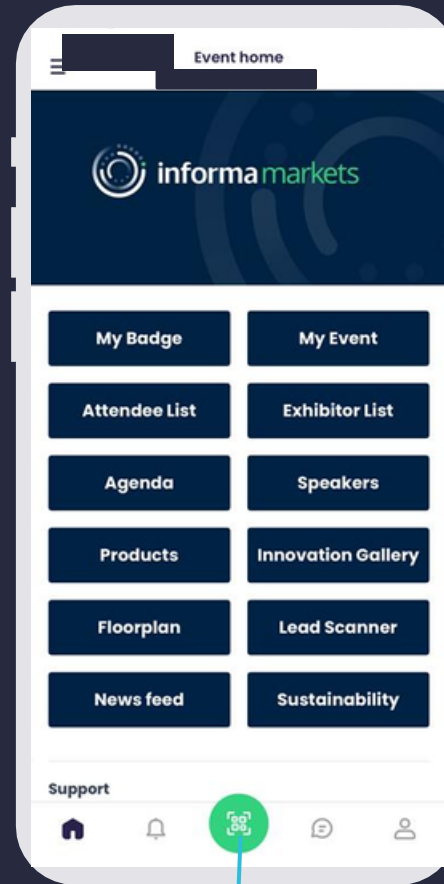 Event home
informa markets
My Badge
My Event
Attendee List
Exhibitor List
Agenda
Speakers
Products
Innovation Gallery
Floorplan
Lead Scanner
News feed
Sustainability
Support